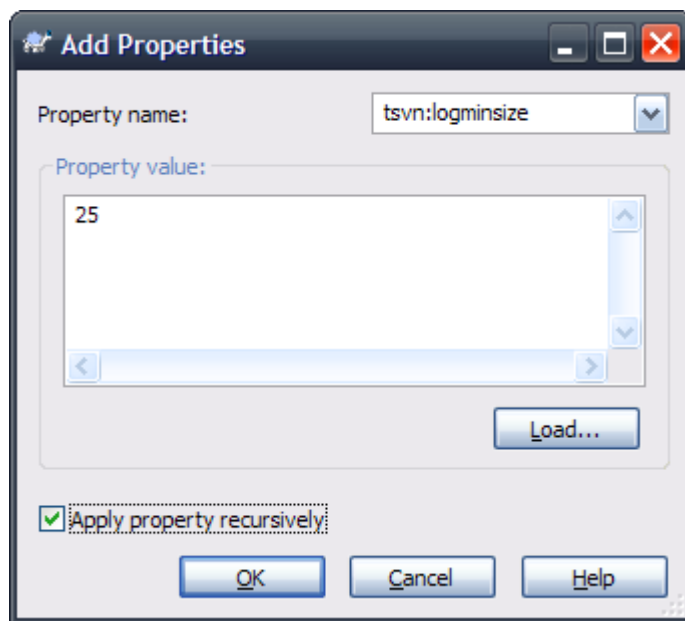 Add Properties
Property name: tsvn:logminsize
Property value:
25
Load...
Apply property recursively
OK Cancel Help